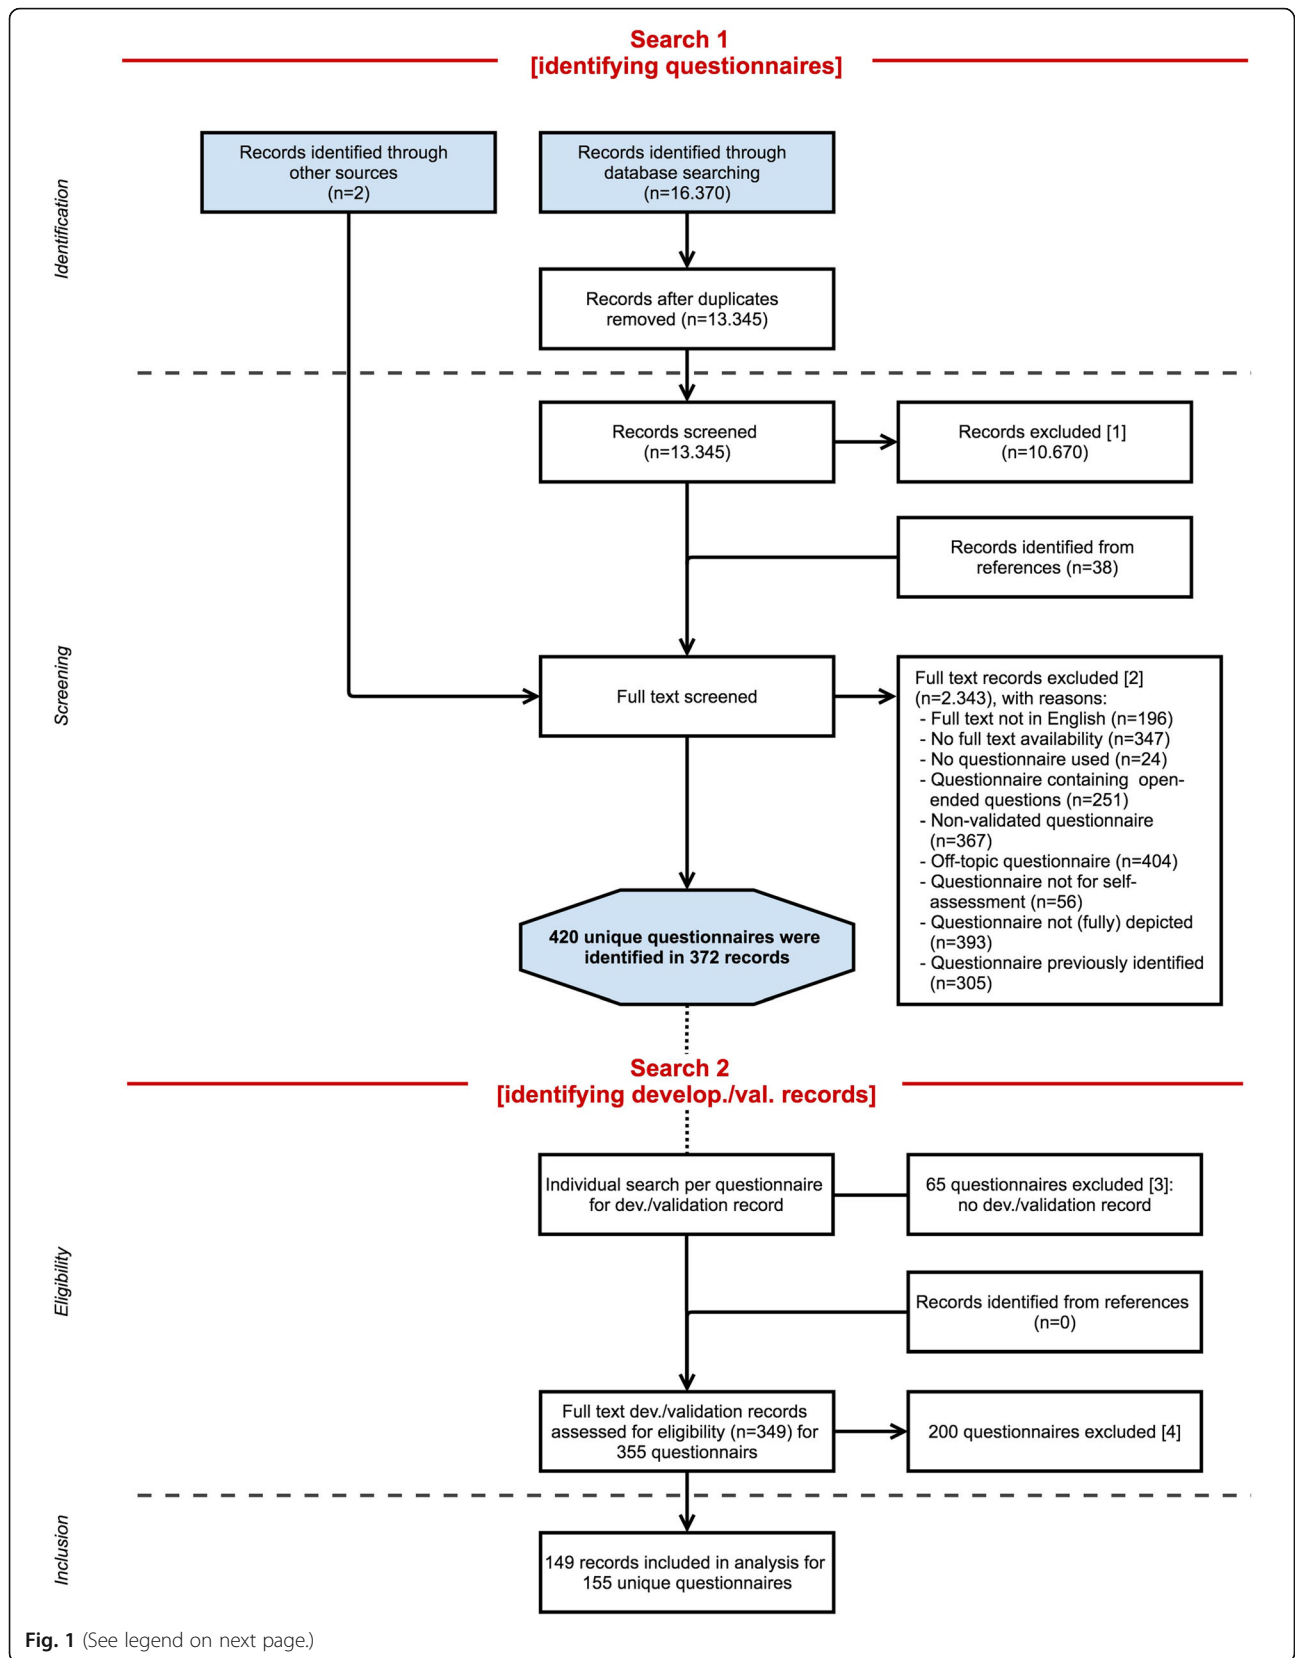 Search 1
[identifying questionnaires]
Identification
Records identified through
other sources
(n=2)
Records identified through
database searching
(n=16.370)
Records after duplicates
removed (n=13.345)
Screening
Records screened
(n=13.345)
Records excluded [1]
(n=10.670)
Records identified from
references (n=38)
Full text screened
Full text records excluded [2]
(n=2.343), with reasons:
- Full text not in English (n=196)
- No full text availability (n=347)
- No questionnaire used (n=24)
- Questionnaire containing open-
ended questions (n=251)
- Non-validated questionnaire
(n=367)
- Off-topic questionnaire (n=404)
- Questionnaire not for self-
assessment (n=56)
- Questionnaire not (fully) depicted
(n=393)
- Questionnaire previously identified
(n=305)
420 unique questionnaires were
identified in 372 records
Search 2
[identifying develop./val. records]
Eligibility
Individual search per questionnaire
for dev./validation record
65 questionnaires excluded [3]:
no dev./validation record
Records identified from references
(n=0)
Full text dev./validation records
assessed for eligibility (n=349) for
355 questionnairs
200 questionnaires excluded [4]
Inclusion
149 records included in analysis for
155 unique questionnaires
Fig. 1 (See legend on next page.)